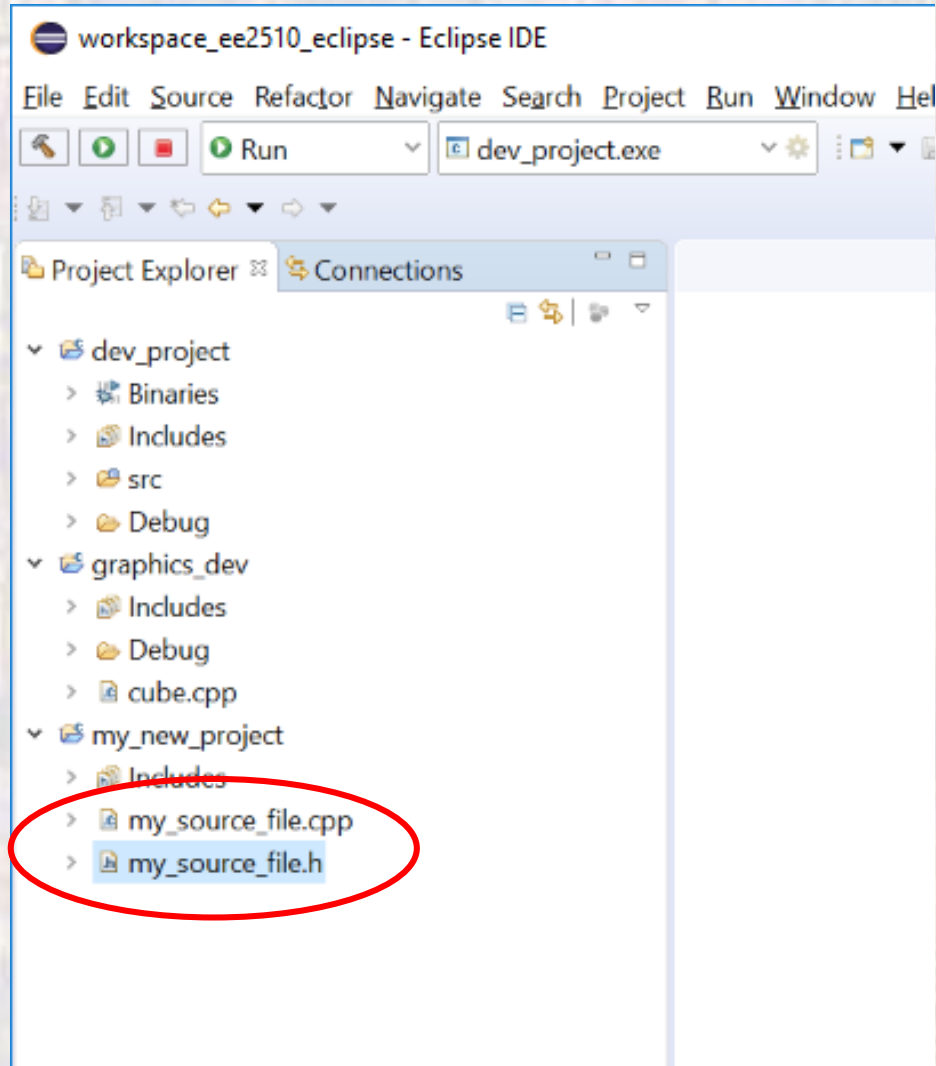 workspace_ee2510_eclipse - Eclipse IDE
File Edit Source Refactor Navigate Search Project Run Window Hel
Run dev_project.exe
Project Explorer Connections
dev_project
Binaries
Includes
src
Debug
graphics_dev
Includes
Debug
cube.cpp
my_new_project
Includes
my_source_file.cpp
my_source_file.h